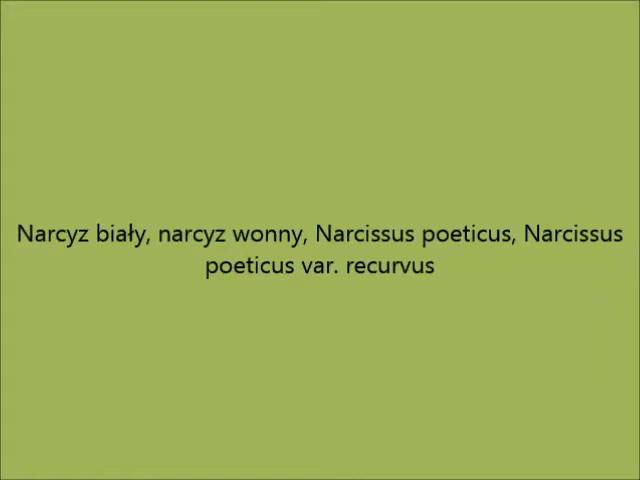 Narcyz biały, narcyz wonny, Narcissus poeticus, Narcissus
poeticus var. recurvus